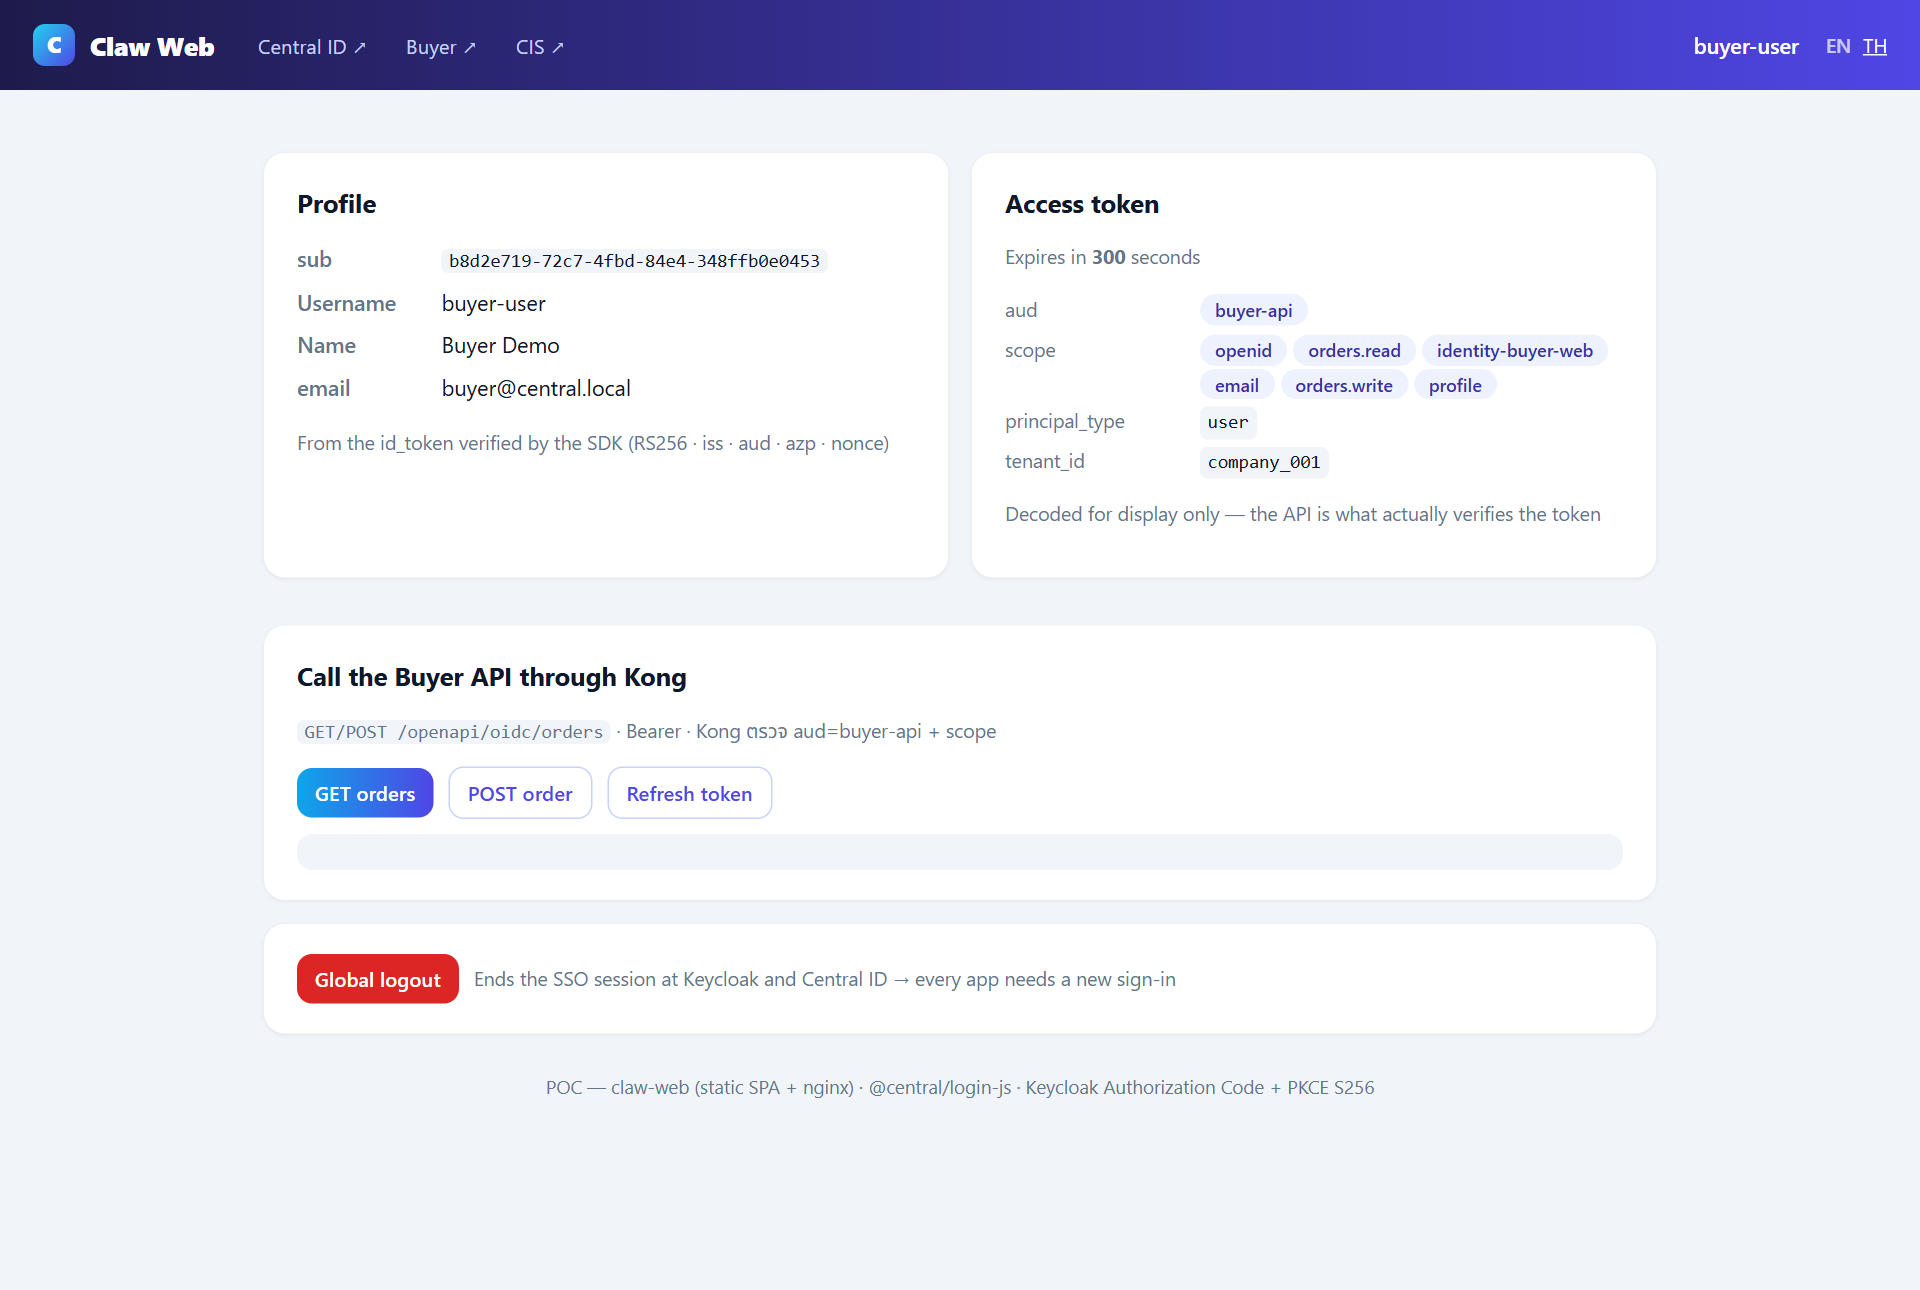 C Claw Web Central ID ↗ Buyer ↗ CIS ↗ buyer-user EN TH
Profile
sub b8d2e719-72c7-4fbd-84e4-348ffb0e0453
Username buyer-user
Name Buyer Demo
email buyer@central.local
From the id_token verified by the SDK (RS256 · iss · aud · azp · nonce)
Access token
Expires in 300 seconds
aud buyer-api
scope openid orders.read identity-buyer-web
email orders.write profile
principal_type user
tenant_id company_001
Decoded for display only — the API is what actually verifies the token
Call the Buyer API through Kong
GET/POST /openapi/oidc/orders · Bearer · Kong ตรวจ aud=buyer-api + scope
GET orders POST order Refresh token
Global logout Ends the SSO session at Keycloak and Central ID → every app needs a new sign-in
POC — claw-web (static SPA + nginx) · @central/login-js · Keycloak Authorization Code + PKCE S256